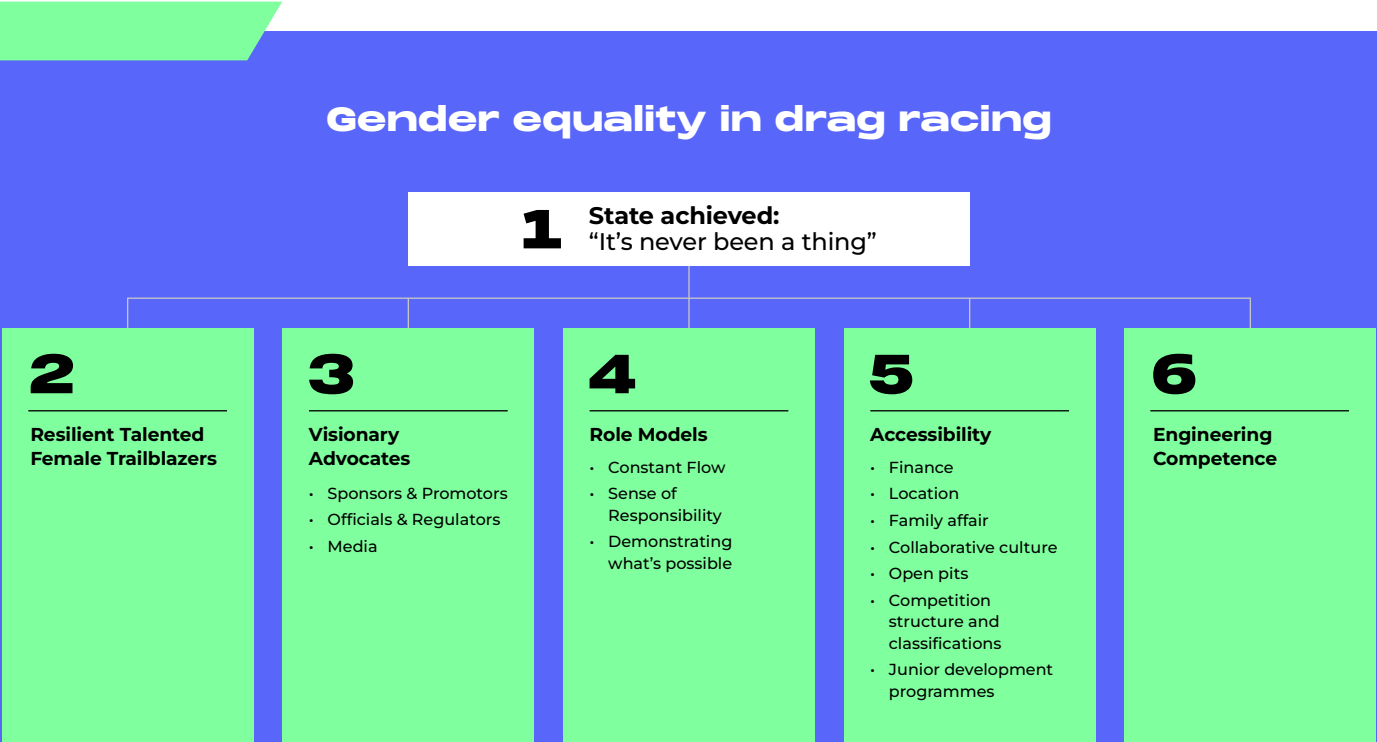 Gender equality in drag racing
1
State achieved:
“It’s never been a thing”
2
Resilient Talented
Female Trailblazers
3
Visionary
Advocates
• Sponsors & Promotors
• Officials & Regulators
• Media
4
Role Models
• Constant Flow
• Sense of
Responsibility
• Demonstrating
what’s possible
5
Accessibility
• Finance
• Location
• Family affair
• Collaborative culture
• Open pits
• Competition
structure and
classifications
• Junior development
programmes
6
Engineering
Competence